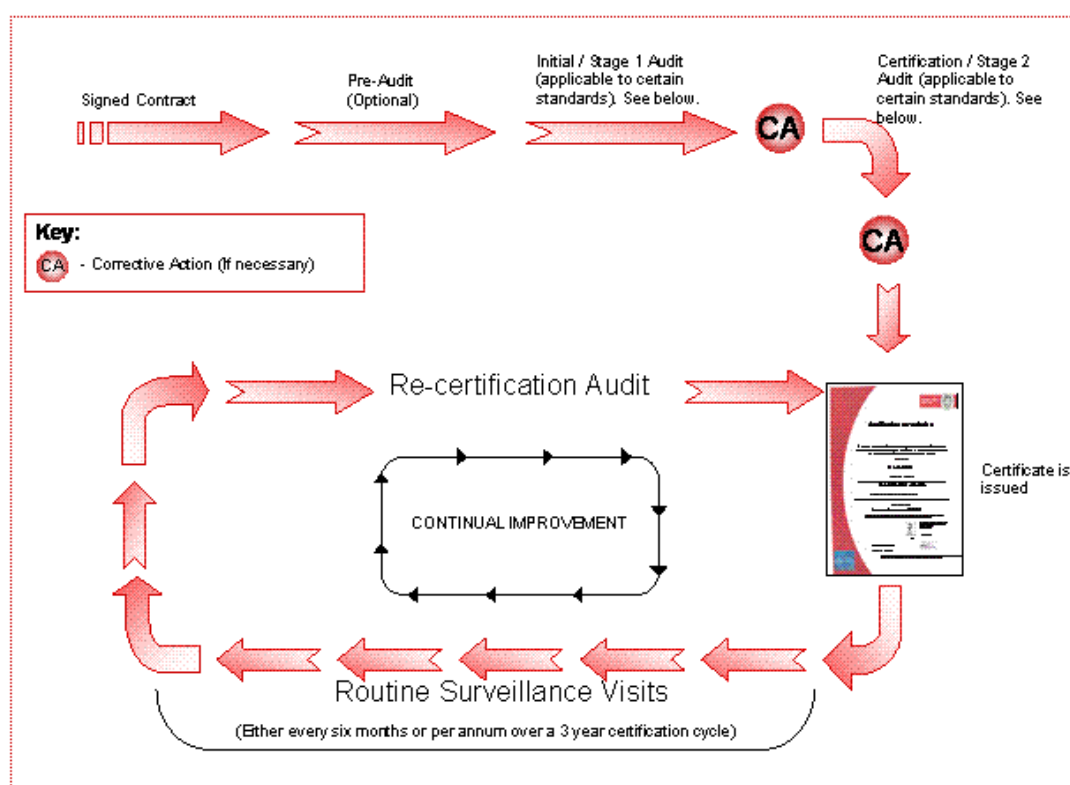 Signed Contract
Pre-Audit
(Optional)
Initial / Stage 1 Audit
(applicable to certain
standards). See below.
Certification / Stage 2
Audit (applicable to
certain standards). See
below.
CA
CA
Key:
CA - Corrective Action (If necessary)
Re-certification Audit
CONTINUAL IMPROVEMENT
Certificate is
issued
Routine Surveillance Visits
(Either every six months or per annum over a 3 year certification cycle)